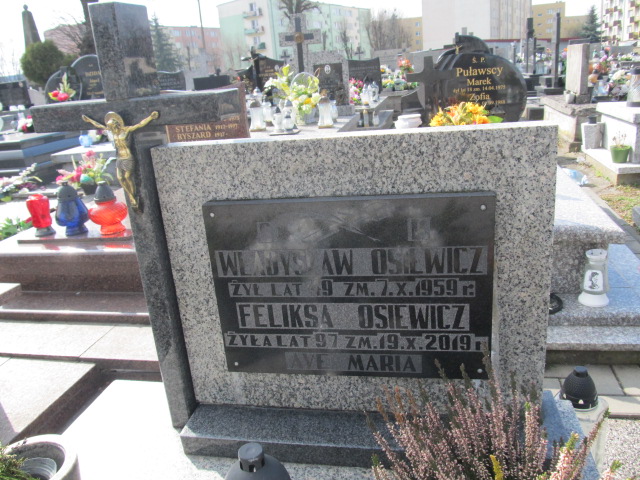 Ś.P.
Puławscy
Marek
Zofia
STEFANIA
RYSZARD
WŁADYSŁAW OSIEWICZ
ŻYŁ LAT ZM. 7.X.1959 r.
FELIKSA OSIEWICZ
ŻYŁA LAT 97 ZM. 19.X.2019 r.
AVE MARIA